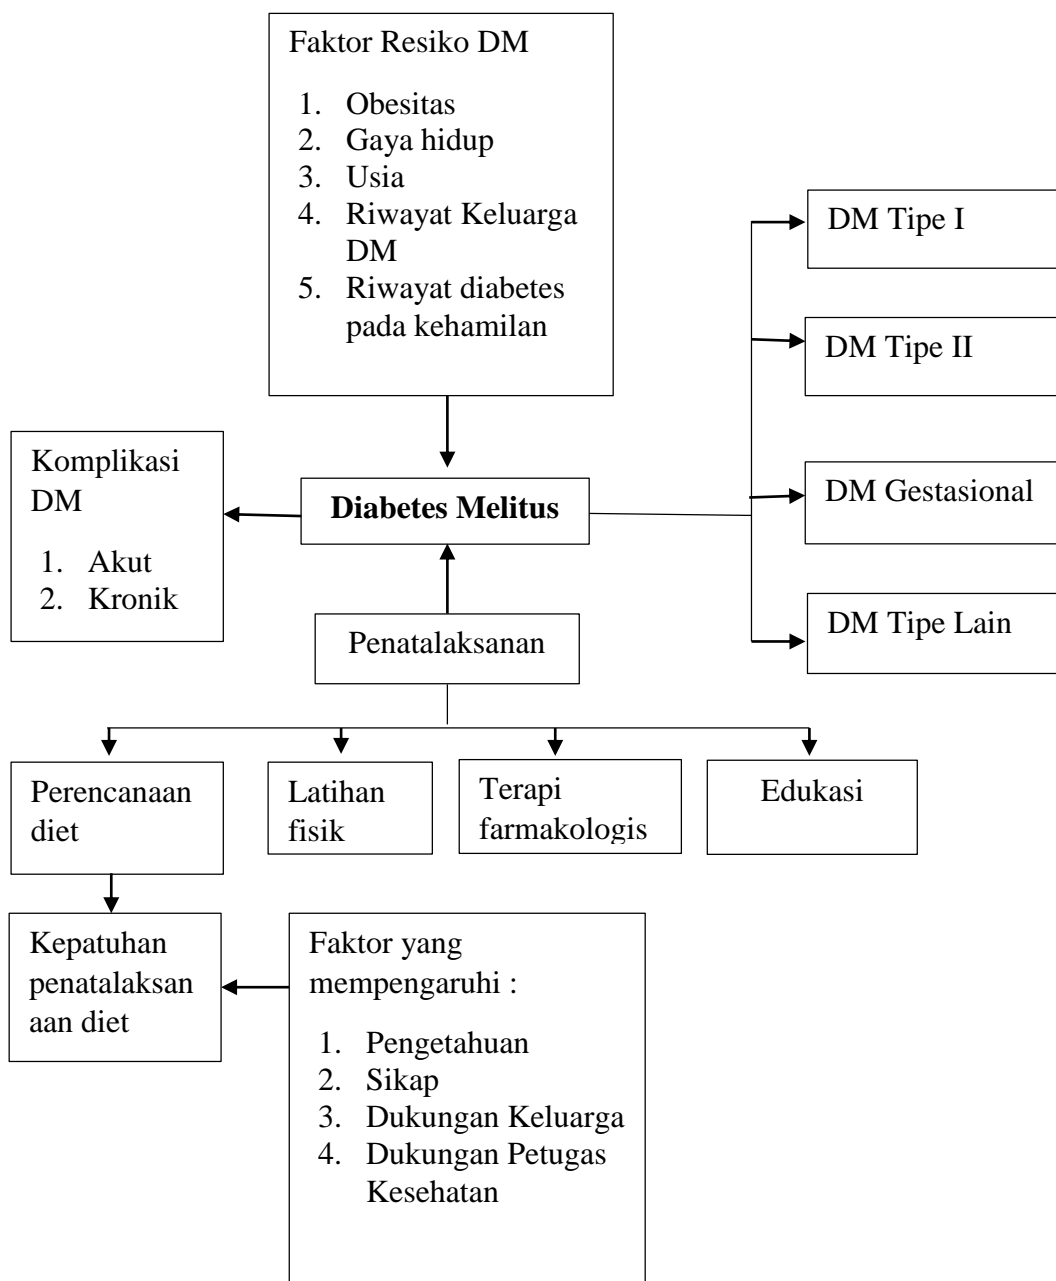 Faktor Resiko DM
1. Obesitas
2. Gaya hidup
3. Usia
4. Riwayat Keluarga
DM
5. Riwayat diabetes
pada kehamilan
DM Tipe I
DM Tipe II
DM Gestasional
DM Tipe Lain
Komplikasi
DM
1. Akut
2. Kronik
Diabetes Melitus
Penatalaksanan
Perencanaan
diet
Latihan
fisik
Terapi
farmakologis
Edukasi
Kepatuhan
penatalaksan
aan diet
Faktor yang
mempengaruhi :
1. Pengetahuan
2. Sikap
3. Dukungan Keluarga
4. Dukungan Petugas
Kesehatan